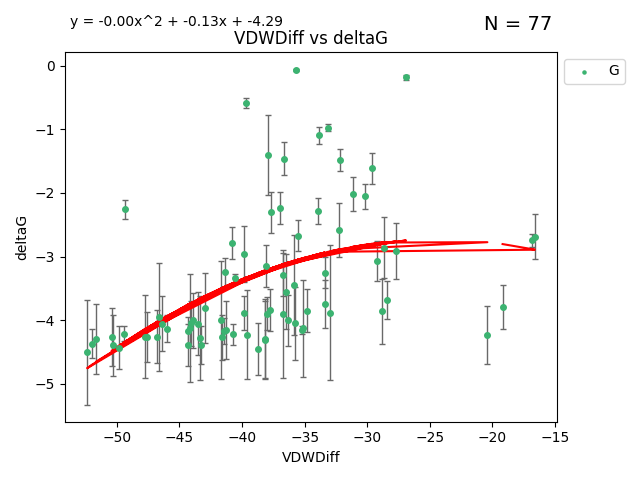 y = -0.00x^2 + -0.13x + -4.29
N = 77
VDWDiff vs deltaG
G
0
−1
−2
−3
−4
−5
deltaG
−50
−45
−40
−35
−30
−25
−20
−15
VDWDiff